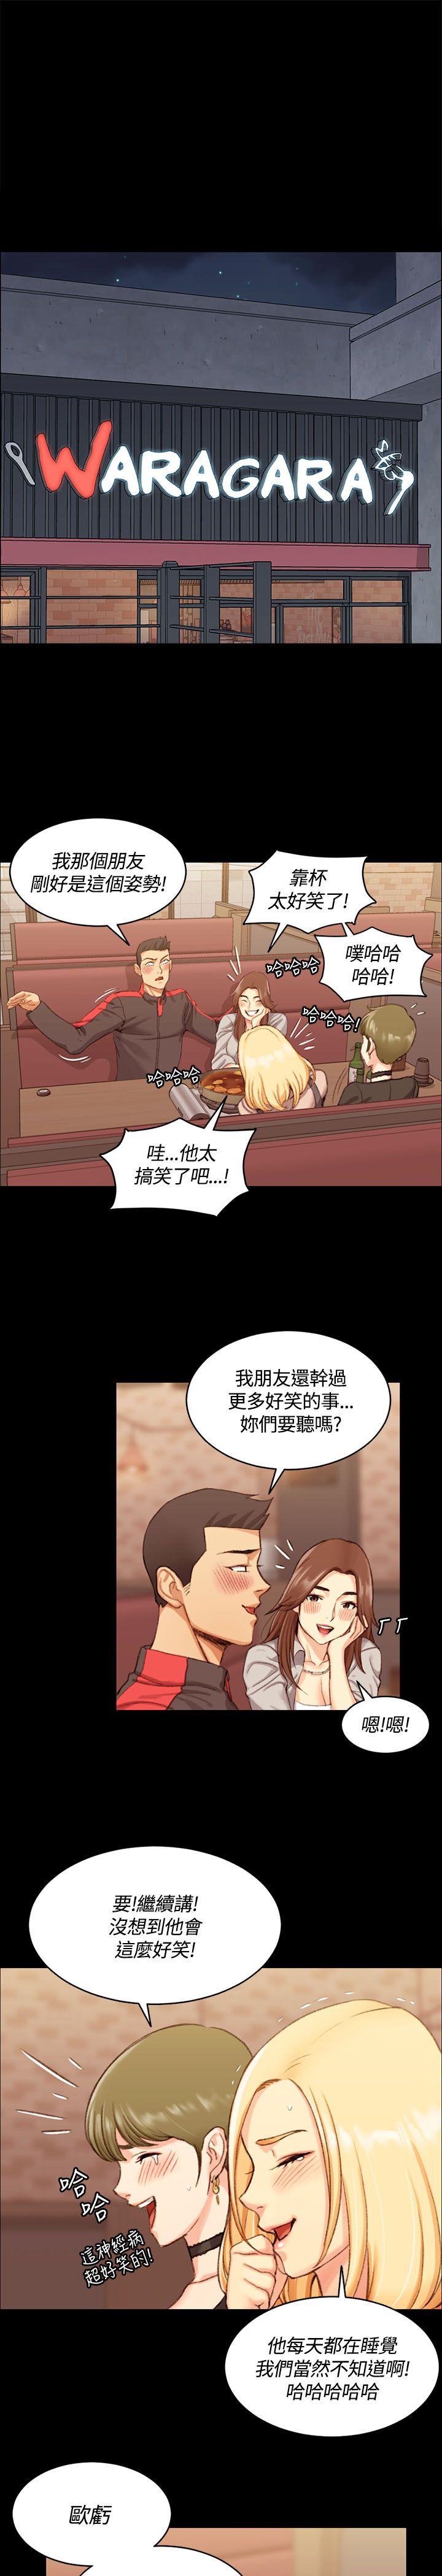 WARAGARA
我那個朋友
剛好是這個姿勢!
靠杯
太好笑了!
哈哈哈
噗哈哈
哈哈!
哈哈哈!
哈哈哈
哇...他太
搞笑了吧...!
我朋友還幹過
更多好笑的事...
妳們要聽嗎?
嗯!嗯!
要!繼續講!
沒想到他會
這麼好笑!
哈
哈
這神經病
超好笑的!
他每天都在睡覺
我們當然不知道啊!
哈哈哈哈哈
歐虧